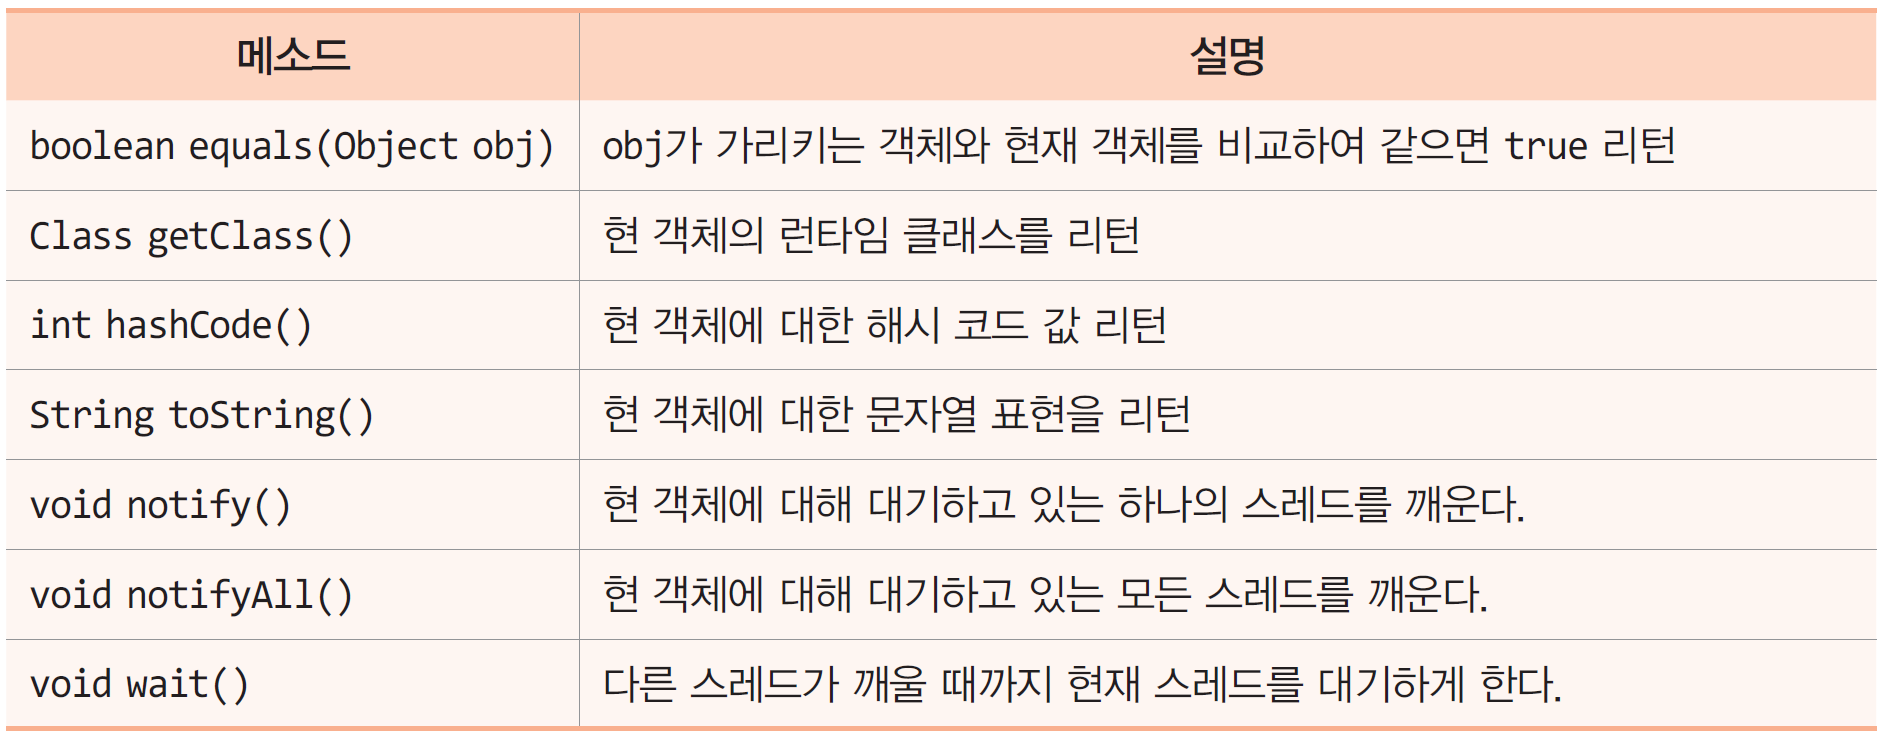 메소드 설명
boolean equals(Object obj) obj가 가리키는 객체와 현재 객체를 비교하여 같으면 true 리턴
Class getClass() 현 객체의 런타임 클래스를 리턴
int hashCode() 현 객체에 대한 해시 코드 값 리턴
String toString() 현 객체에 대한 문자열 표현을 리턴
void notify() 현 객체에 대해 대기하고 있는 하나의 스레드를 깨운다.
void notifyAll() 현 객체에 대해 대기하고 있는 모든 스레드를 깨운다.
void wait() 다른 스레드가 깨울 때까지 현재 스레드를 대기하게 한다.